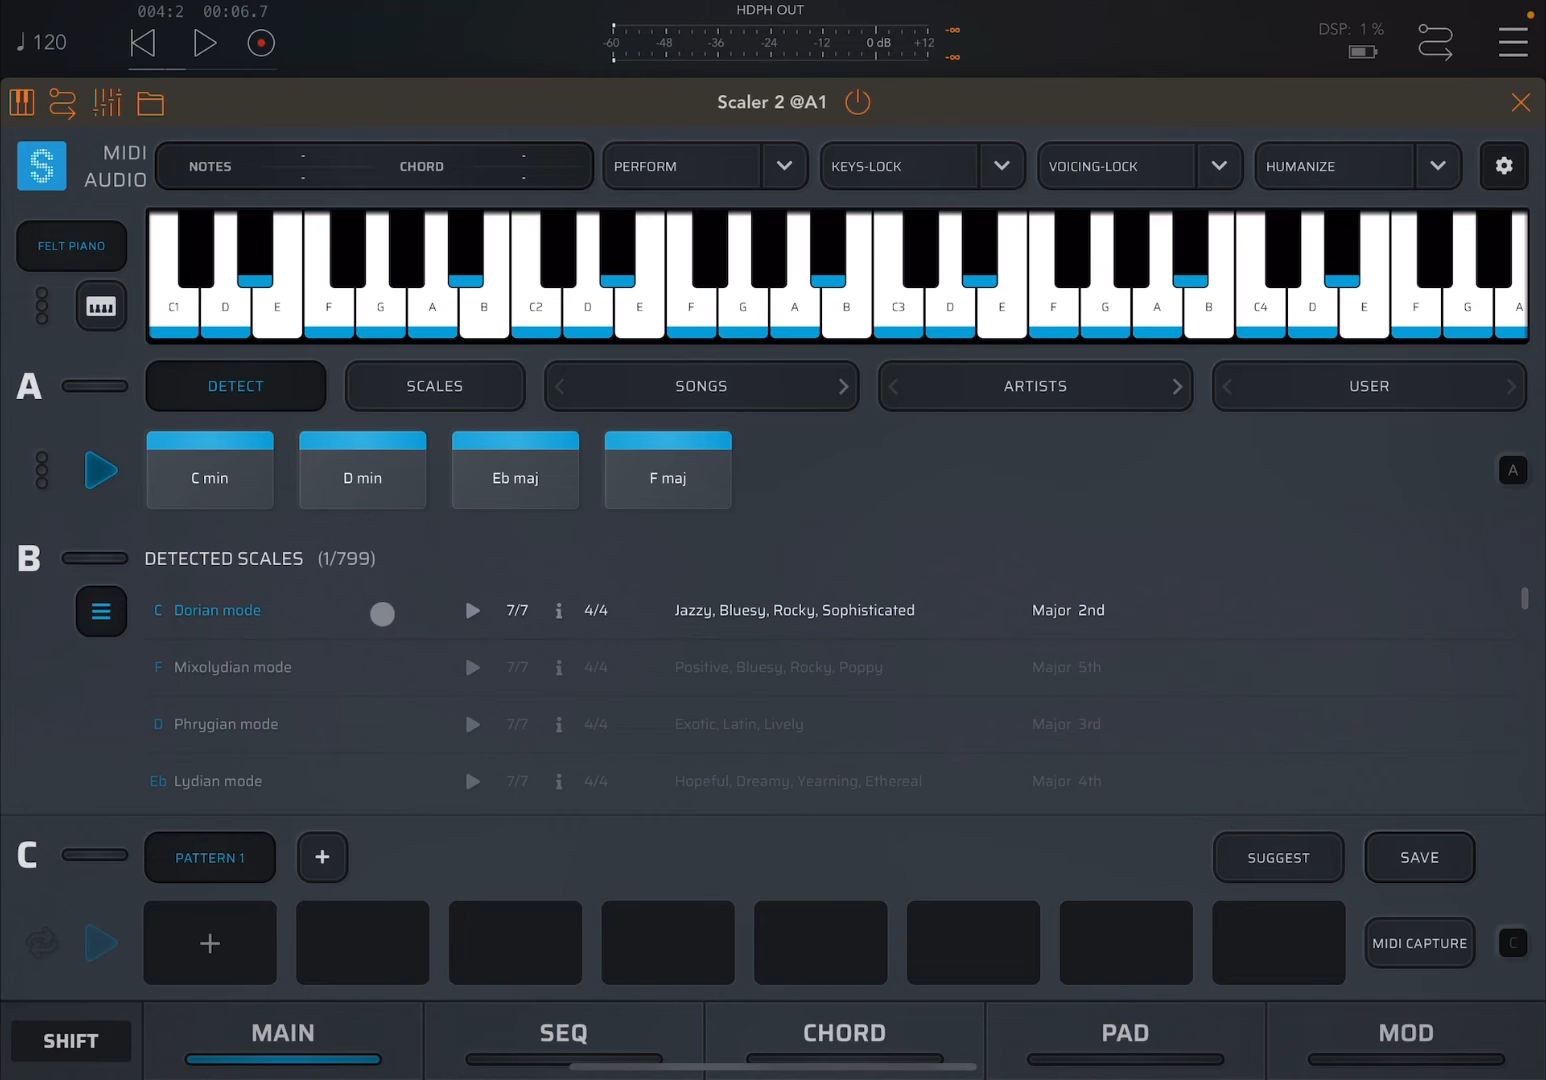 004:2 00:06.7
HDPH OUT
120
-60 -48 -36 -24 -12 0 dB +12
-∞
-∞
DSP: 1 %
Scaler 2 @A1
MIDI
AUDIO
NOTES - - CHORD - -
PERFORM
KEYS-LOCK
VOICING-LOCK
HUMANIZE
FELT PIANO
C1 D E F G A B C2 D E F G A B C3 D E F G A B C4 D E F G A
A
DETECT
SCALES
SONGS
ARTISTS
USER
C min
D min
Eb maj
F maj
A
B
DETECTED SCALES (1/799)
C Dorian mode 7/7 i 4/4 Jazzy, Bluesy, Rocky, Sophisticated Major 2nd
F Mixolydian mode 7/7 i 4/4 Positive, Bluesy, Rocky, Poppy Major 5th
D Phrygian mode 7/7 i 4/4 Exotic, Latin, Lively Major 3rd
Eb Lydian mode 7/7 i 4/4 Hopeful, Dreamy, Yearning, Ethereal Major 4th
C
PATTERN 1
+
SUGGEST
SAVE
+
MIDI CAPTURE
C
SHIFT
MAIN
SEQ
CHORD
PAD
MOD